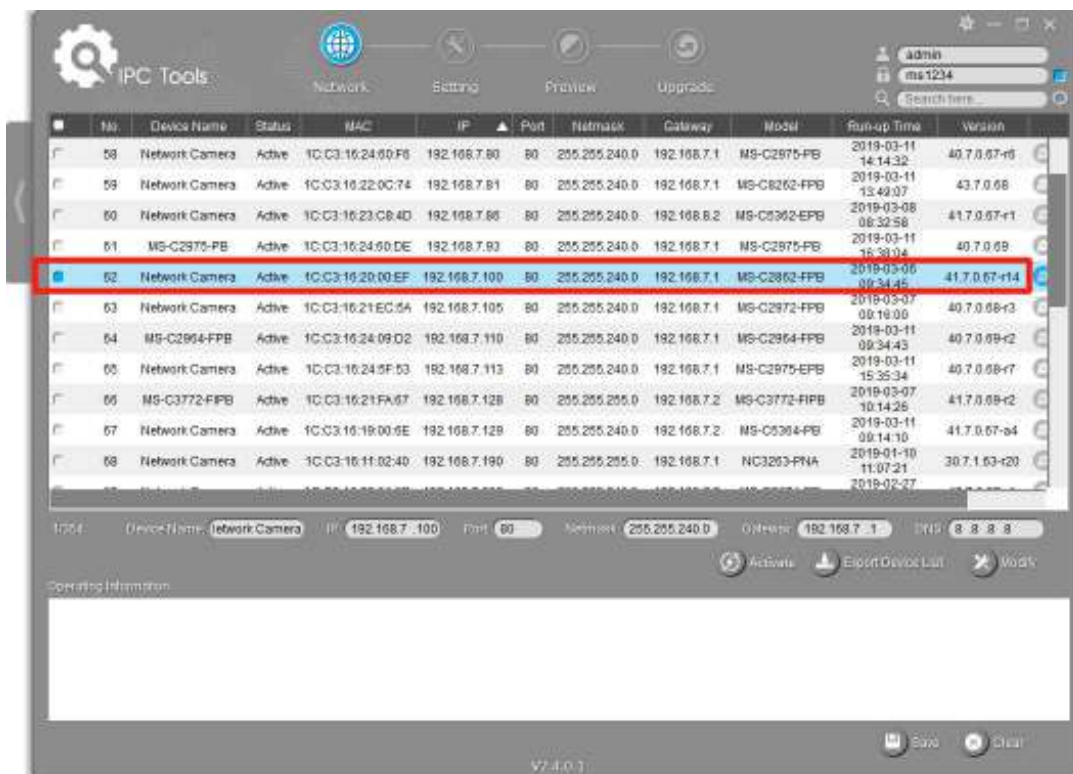 IPC Tools
Network Setting Preview Upgrade
admin
ms1234
Search here...
No. Device Name Status MAC IP Port Netmask Gateway Model Run-up Time Version
58 Network Camera Active 1C:C3:16:24:60:F6 192.168.7.80 80 255.255.240.0 192.168.7.1 MS-C2975-PB 2019-03-11 14:14:32 40.7.0.67-r6
59 Network Camera Active 1C:C3:16:22:0C:74 192.168.7.81 80 255.255.240.0 192.168.7.1 MS-C8262-FPB 2019-03-11 13:49:07 43.7.0.68
60 Network Camera Active 1C:C3:16:23:CB:4D 192.168.7.86 80 255.255.240.0 192.168.8.2 MS-C5362-EPB 2019-03-08 08:32:58 41.7.0.67-r1
61 MS-C2975-PB Active 1C:C3:16:24:60:DE 192.168.7.93 80 255.255.240.0 192.168.7.1 MS-C2975-PB 2019-03-11 16:38:04 40.7.0.69
62 Network Camera Active 1C:C3:16:20:00:EF 192.168.7.100 80 255.255.240.0 192.168.7.1 MS-C2862-FPB 2019-03-06 09:34:45 41.7.0.67-r14
63 Network Camera Active 1C:C3:16:21:EC:5A 192.168.7.105 80 255.255.240.0 192.168.7.1 MS-C2972-FPB 2019-03-07 09:16:00 40.7.0.68-r3
64 MS-C2964-FPB Active 1C:C3:16:24:09:D2 192.168.7.110 80 255.255.240.0 192.168.7.1 MS-C2964-FPB 2019-03-11 09:34:43 40.7.0.69-r2
65 Network Camera Active 1C:C3:16:24:5F:53 192.168.7.113 80 255.255.240.0 192.168.7.1 MS-C2975-EPB 2019-03-11 15:35:34 40.7.0.68-r7
66 MS-C3772-FIPB Active 1C:C3:16:21:FA:67 192.168.7.128 80 255.255.255.0 192.168.7.2 MS-C3772-FIPB 2019-03-07 10:14:26 41.7.0.69-r2
67 Network Camera Active 1C:C3:16:19:00:6E 192.168.7.129 80 255.255.240.0 192.168.7.2 MS-C5364-PB 2019-03-11 09:14:10 41.7.0.67-a4
68 Network Camera Active 1C:C3:16:11:02:40 192.168.7.190 80 255.255.255.0 192.168.7.1 NC3263-PNA 2019-01-10 11:07:21 30.7.1.63-r20
2019-02-27
Device Name letwork Camera IP 192.168.7 .100 Port 80 Netmask 255.255.240.0 Gateway 192.168.7 .1 DNS 8 .8 .8 .8
Activate Export Device List Modify
Operating Information
Save Clear
V2.4.0.1